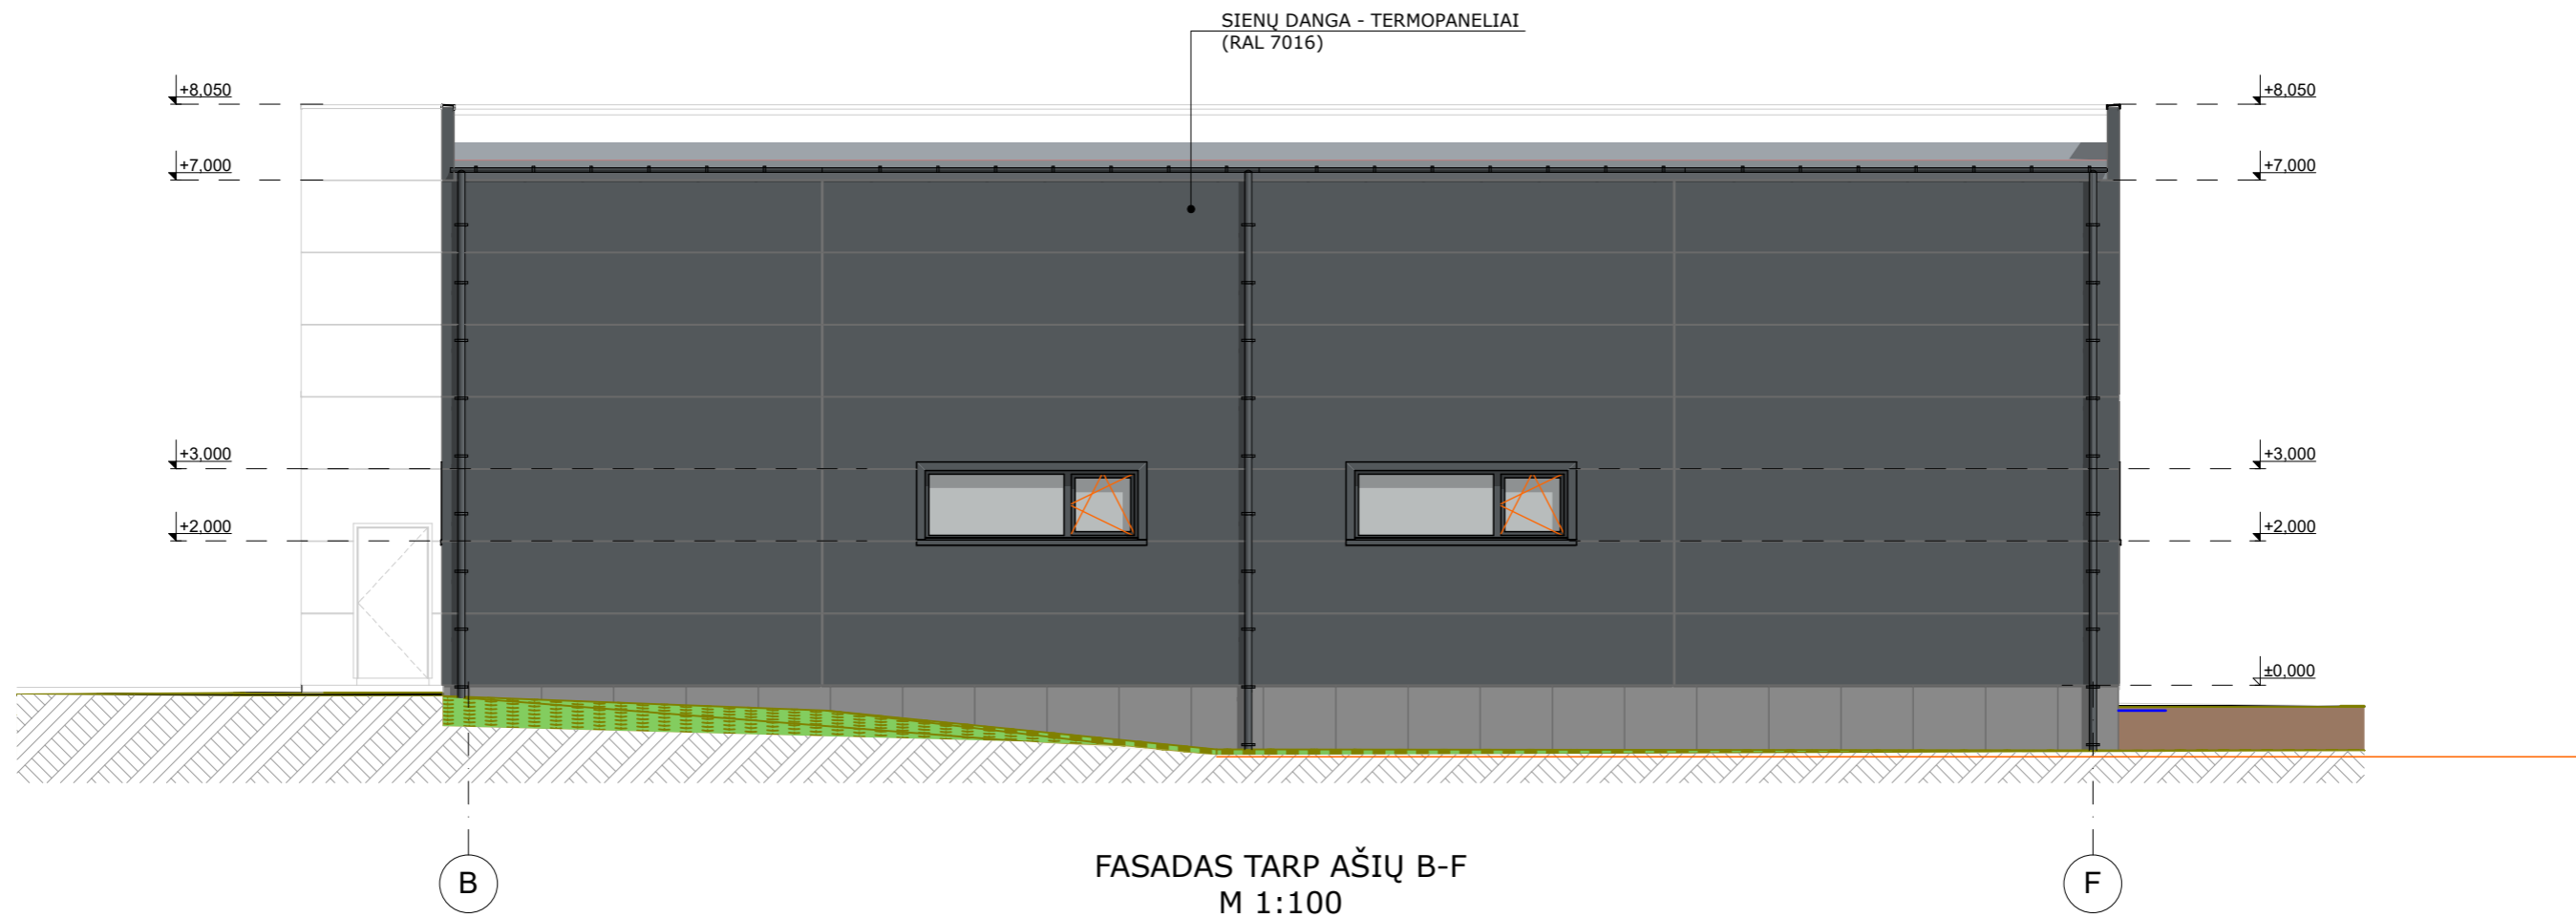 SIENŲ DANGA - TERMOPANELIAI
(RAL 7016)
+8,050
+8,050
+7,000
+7,000
+3,000
+3,000
+2,000
+2,000
±0,000
B
F
FASADAS TARP AŠIŲ B-F
M 1:100